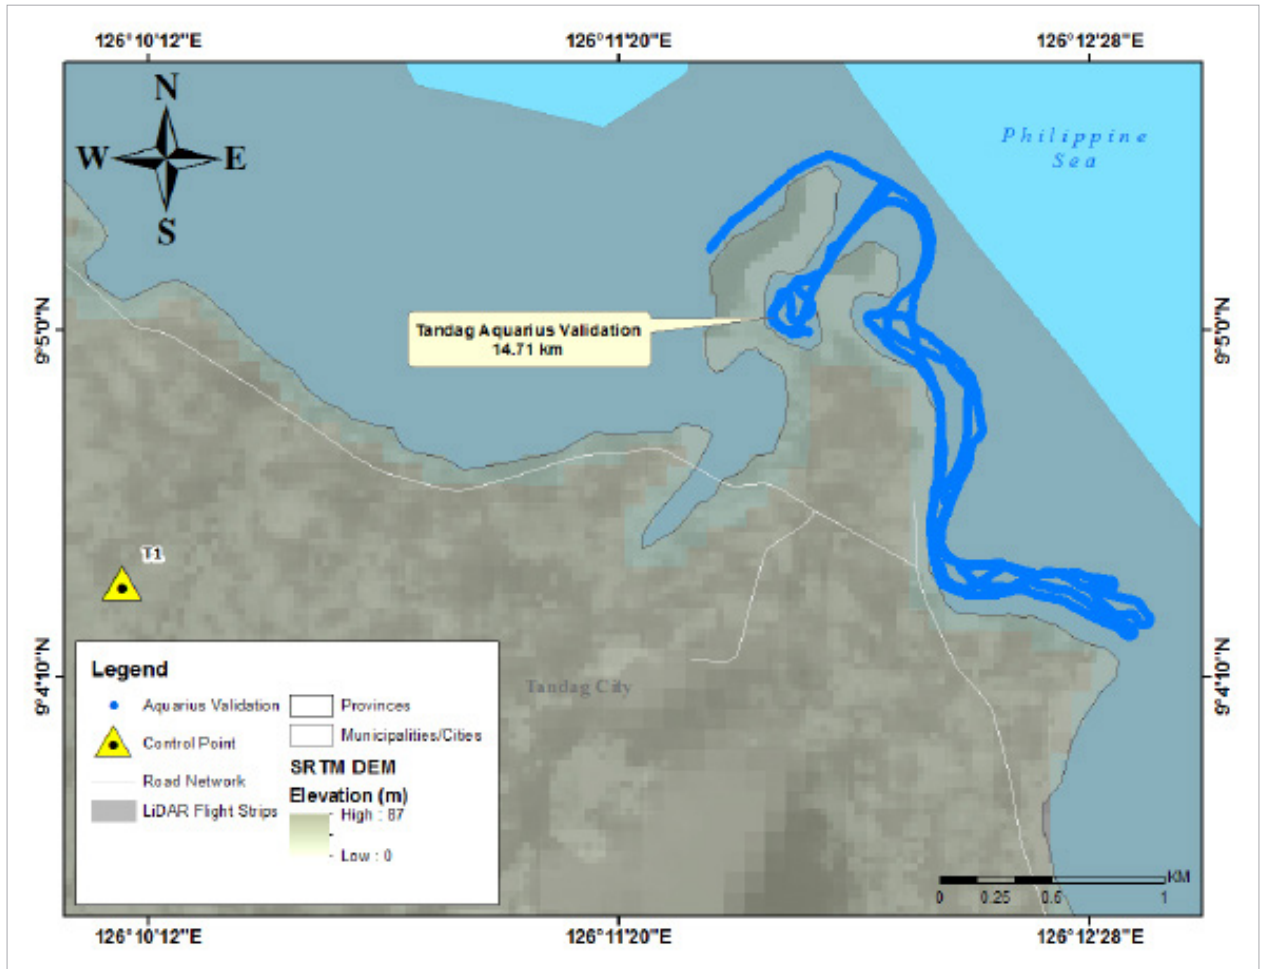 126°10'12"E
126°11'20"E
126°12'28"E
N
W
E
S
Philippine
Sea
9°5'0"N
9°5'0"N
Tandag Aquarius Validation
14.71 km
T1
9°4'10"N
9°4'10"N
Tandag City
Legend
Aquarius Validation
Control Point
Road Network
LiDAR Flight Strips
Provinces
Municipalities/Cities
SRTM DEM
Elevation (m)
High : 87
Low : 0
KM
0
0.25
0.5
1
126°10'12"E
126°11'20"E
126°12'28"E